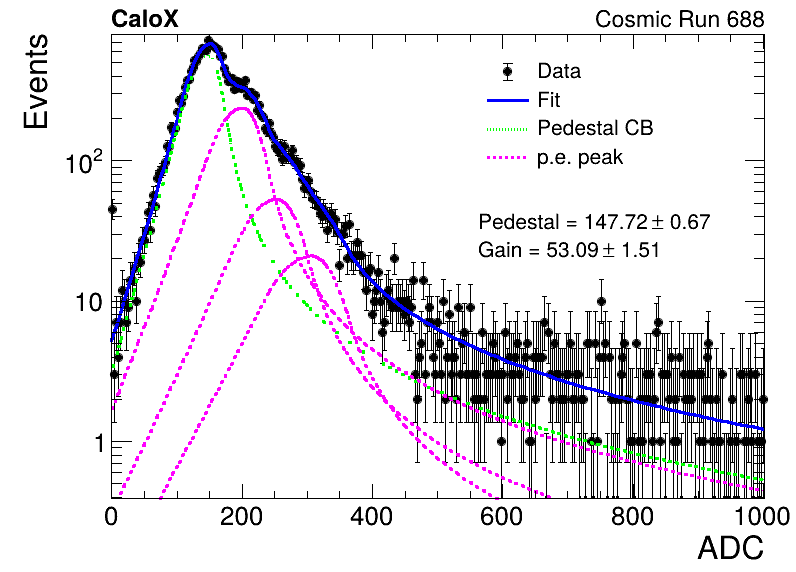 CaloX Cosmic Run 688
Events
Data
Fit
Pedestal CB
p.e. peak
Pedestal = 147.72 ± 0.67
Gain = 53.09 ± 1.51
10²
10
1
0 200 400 600 800 1000
ADC